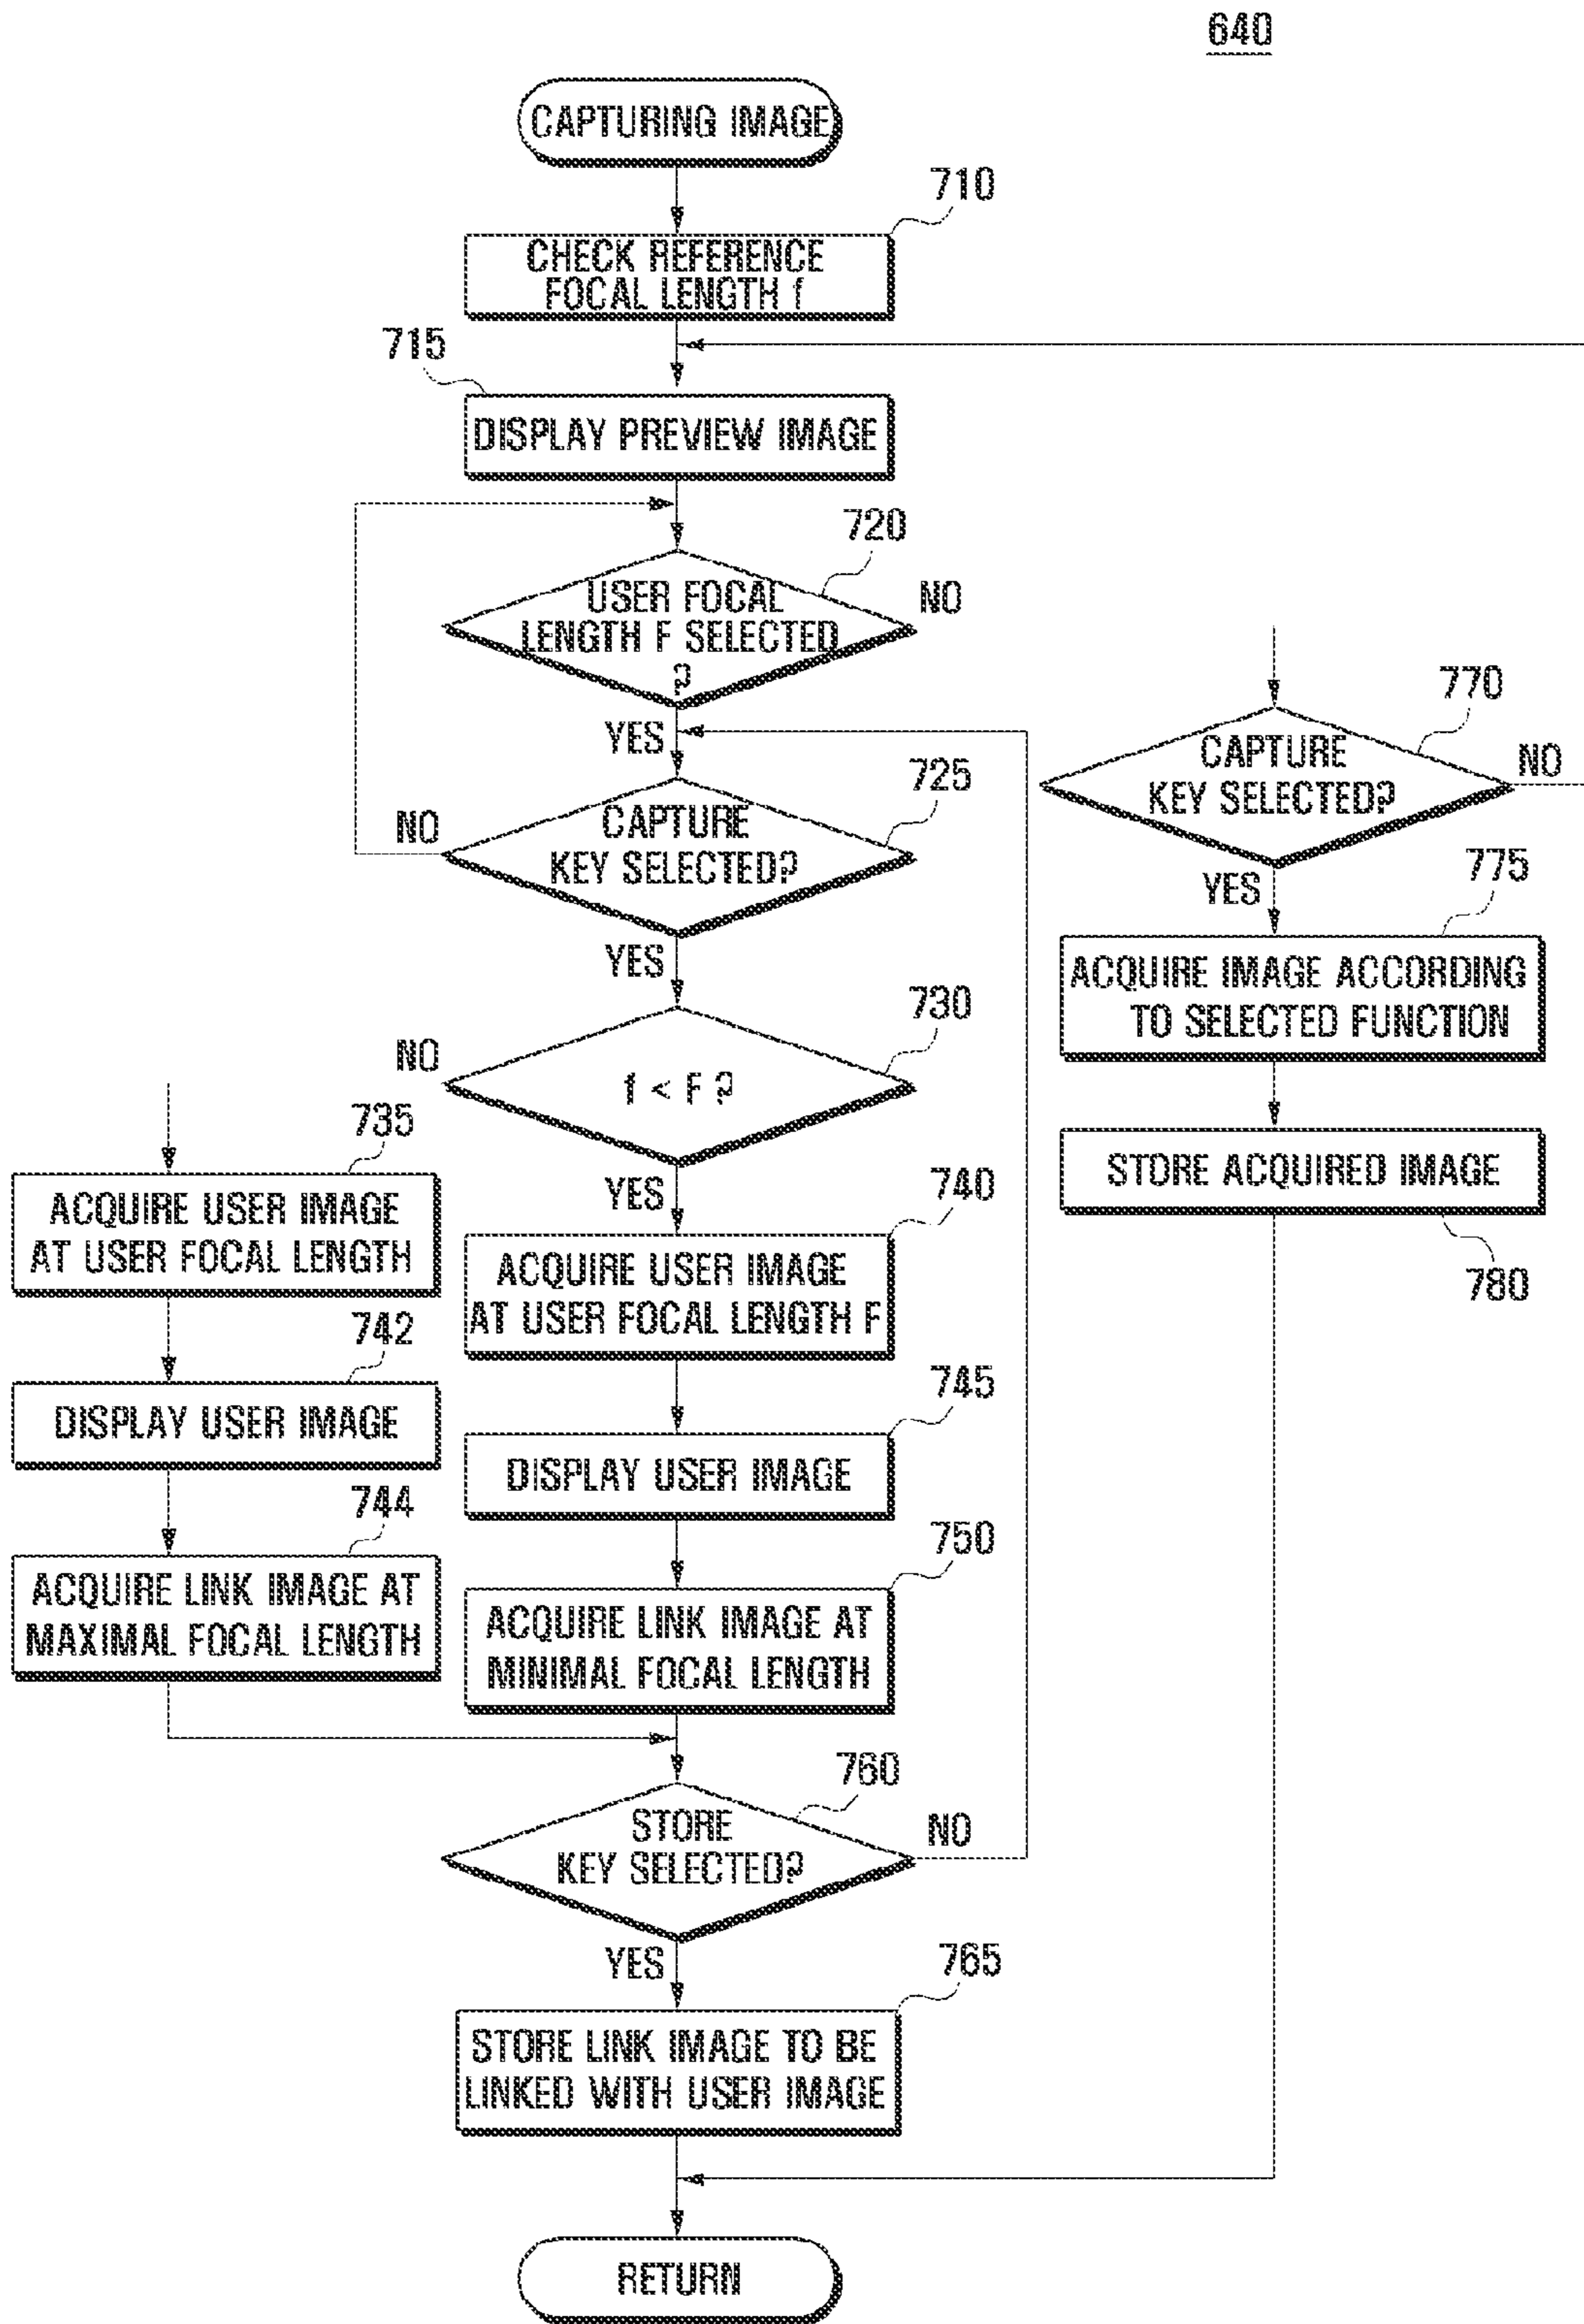 640
CAPTURING IMAGE
710
CHECK REFERENCE
FOCAL LENGTH f
715
DISPLAY PREVIEW IMAGE
720
USER FOCAL
LENGTH F SELECTED
?
NO
YES
725
CAPTURE
KEY SELECTED?
NO
YES
730
f < F ?
NO
YES
735
ACQUIRE USER IMAGE
AT USER FOCAL LENGTH
742
DISPLAY USER IMAGE
744
ACQUIRE LINK IMAGE AT
MAXIMAL FOCAL LENGTH
740
ACQUIRE USER IMAGE
AT USER FOCAL LENGTH F
745
DISPLAY USER IMAGE
750
ACQUIRE LINK IMAGE AT
MINIMAL FOCAL LENGTH
760
STORE
KEY SELECTED?
NO
YES
765
STORE LINK IMAGE TO BE
LINKED WITH USER IMAGE
770
CAPTURE
KEY SELECTED?
NO
YES
775
ACQUIRE IMAGE ACCORDING
TO SELECTED FUNCTION
STORE ACQUIRED IMAGE
780
RETURN